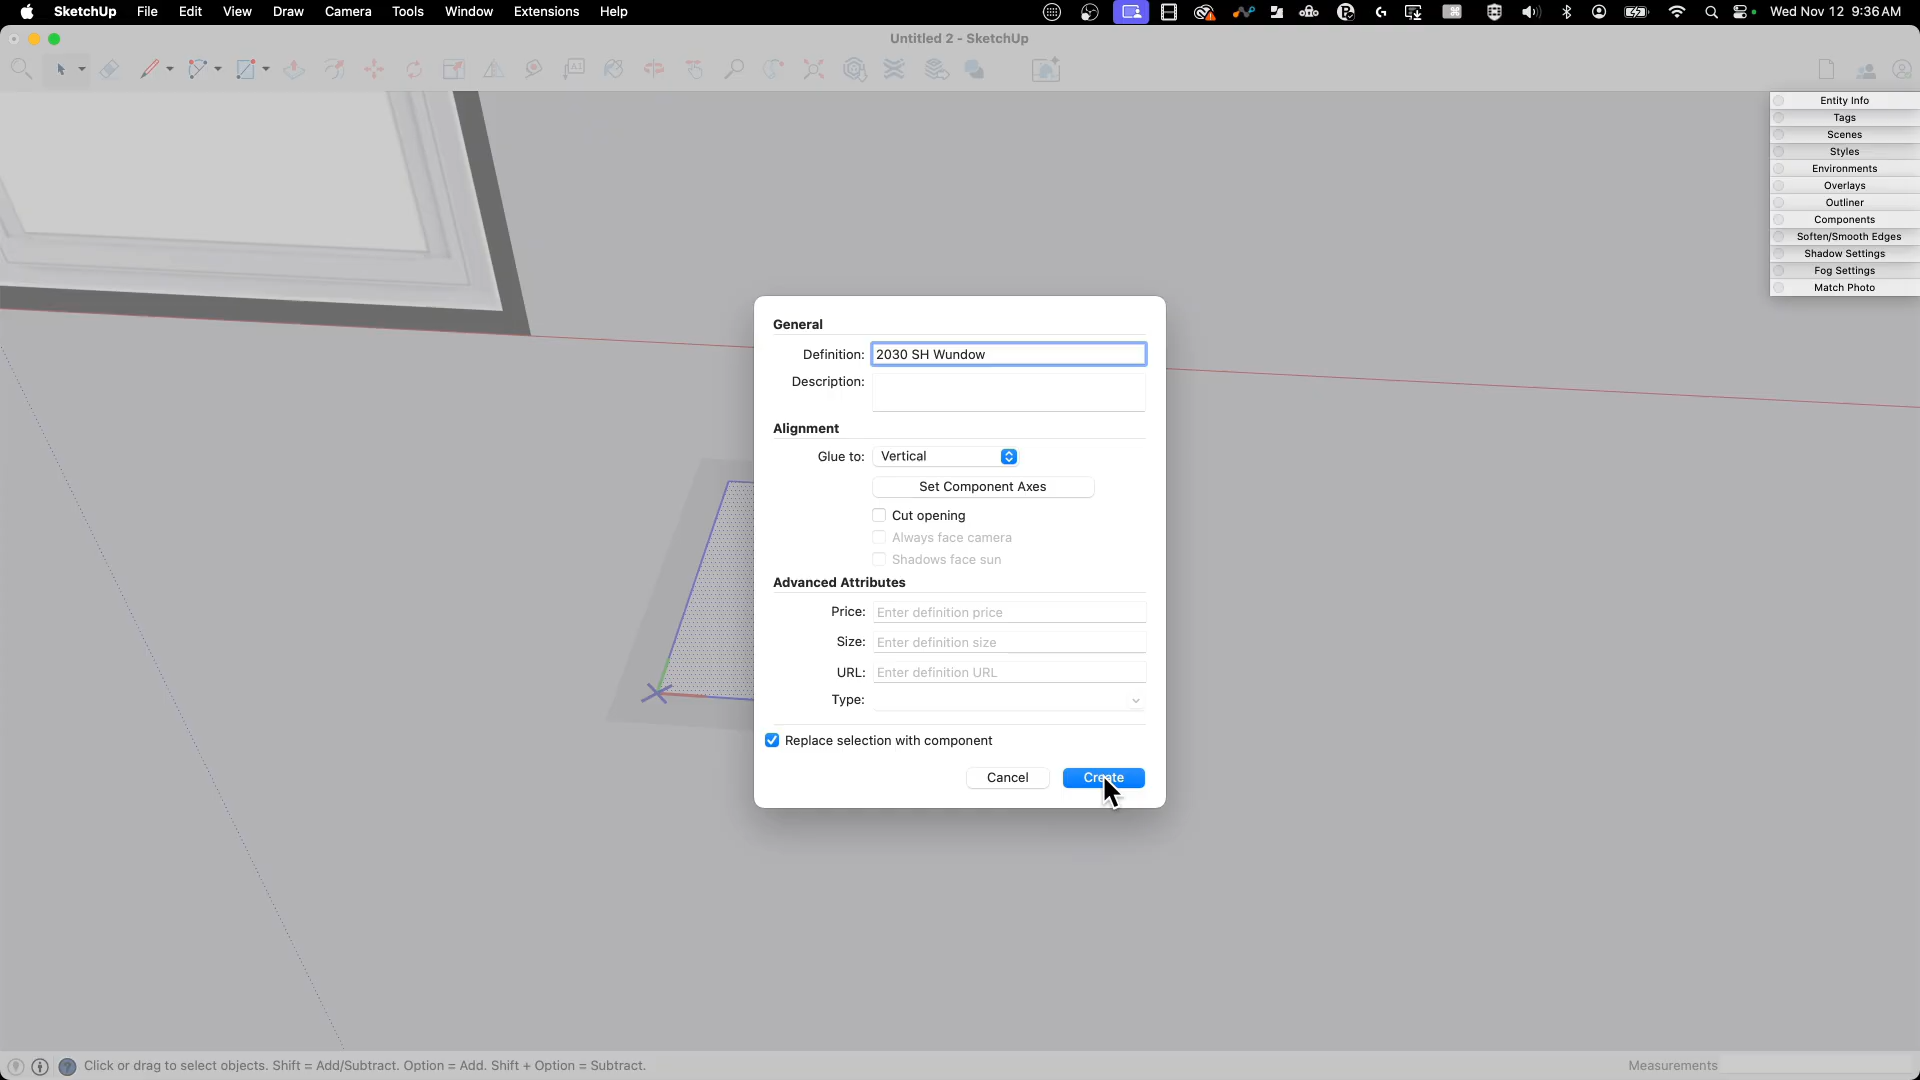 SketchUp File Edit View Draw Camera Tools Window Extensions Help Wed Nov 12 9:36 AM
Untitled 2 - SketchUp
Entity Info
Tags
Scenes
Styles
Environments
Overlays
Outliner
Components
Soften/Smooth Edges
Shadow Settings
Fog Settings
Match Photo
General
Definition: 2030 SH Wundow
Description:
Alignment
Glue to: Vertical
Set Component Axes
Cut opening
Always face camera
Shadows face sun
Advanced Attributes
Price: Enter definition price
Size: Enter definition size
URL: Enter definition URL
Type:
Replace selection with component
Cancel Create
Click or drag to select objects. Shift = Add/Subtract. Option = Add. Shift + Option = Subtract. Measurements